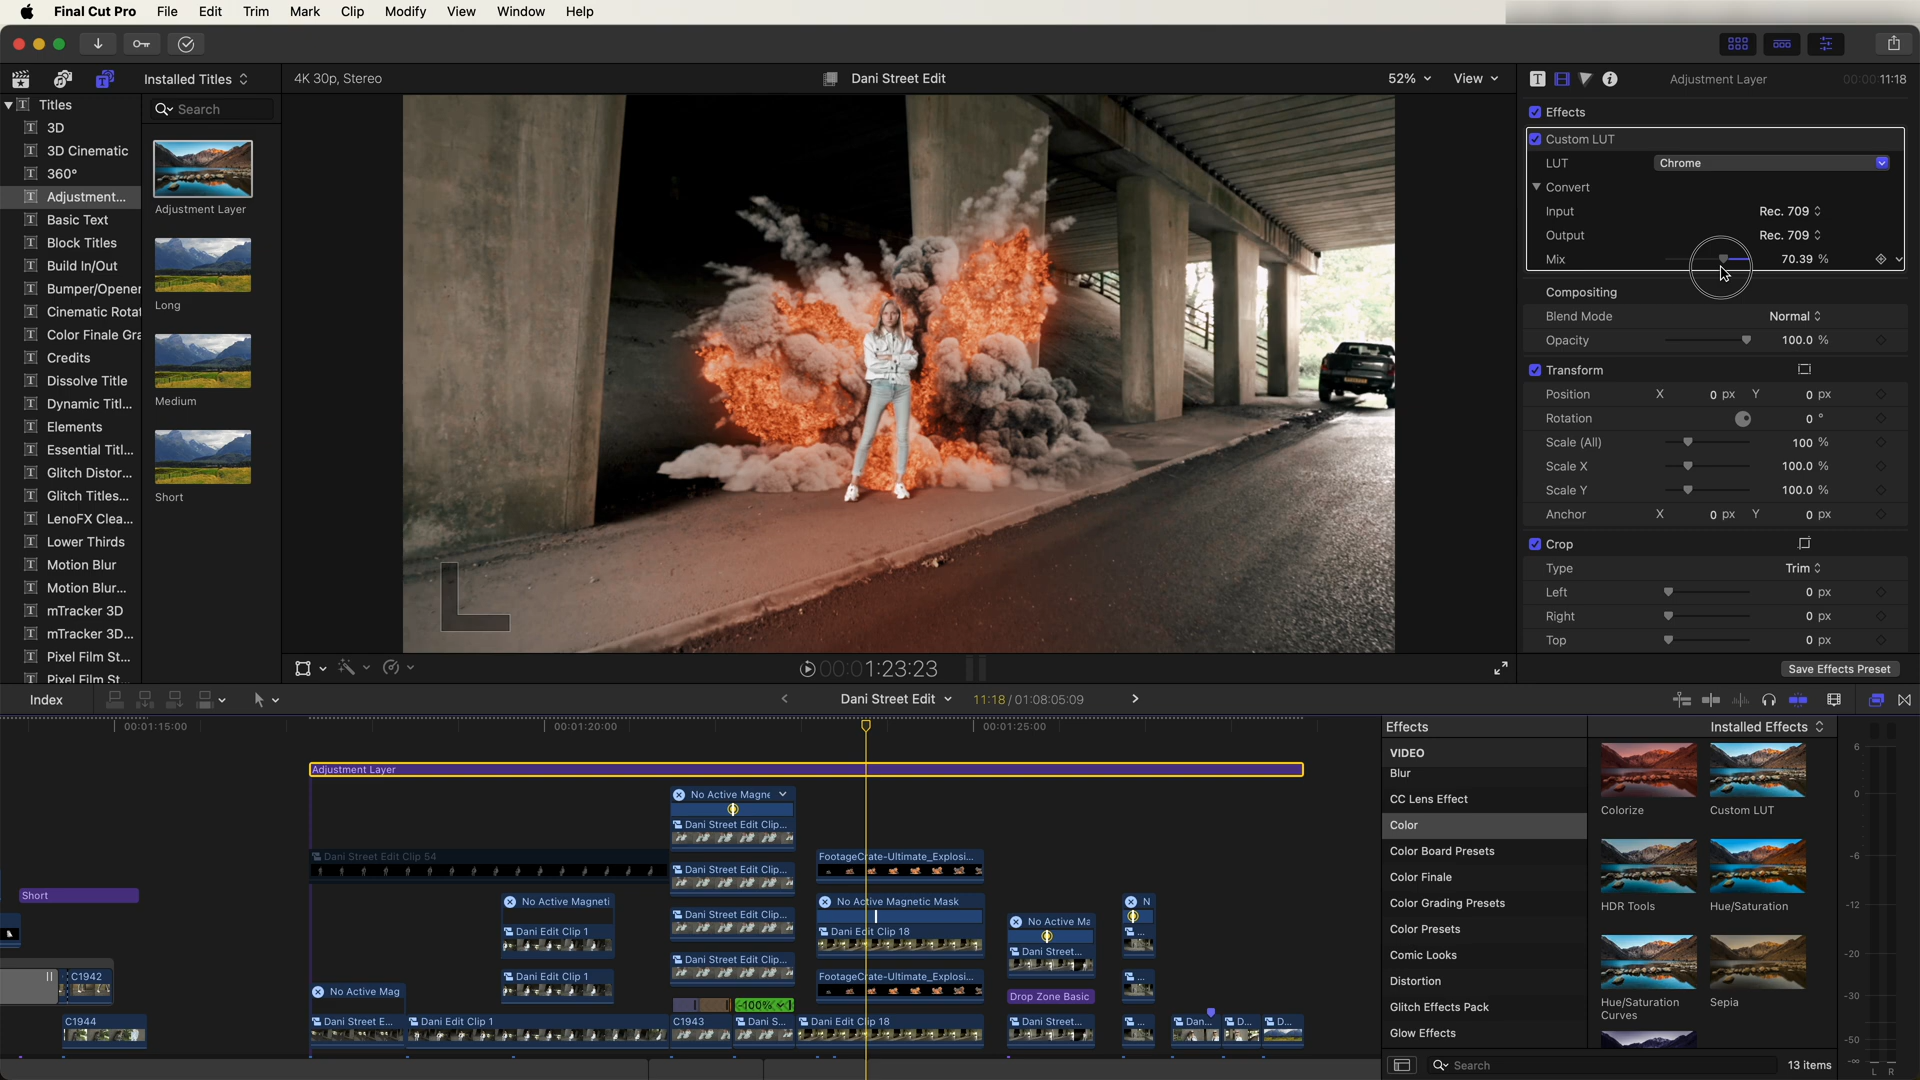 Final Cut Pro File Edit Trim Mark Clip Modify View Window Help
Installed Titles
4K 30p, Stereo
Dani Street Edit
52%
View
Adjustment Layer
00:00:11:18
Titles
3D
3D Cinematic
360°
Adjustment...
Basic Text
Block Titles
Build In/Out
Bumper/Opener
Cinematic Rotat
Color Finale Gra
Credits
Dissolve Title
Dynamic Titl...
Elements
Essential Titl...
Glitch Distor...
Glitch Titles...
LenoFX Clea...
Lower Thirds
Motion Blur
Motion Blur...
mTracker 3D
mTracker 3D...
Pixel Film St...
Pixel Film St...
Search
Adjustment Layer
Long
Medium
Short
Effects
Custom LUT
LUT Chrome
Convert
Input Rec. 709
Output Rec. 709
Mix 70.39 %
Compositing
Blend Mode Normal
Opacity 100.0 %
Transform
Position X 0 px Y 0 px
Rotation 0 °
Scale (All) 100 %
Scale X 100.0 %
Scale Y 100.0 %
Anchor X 0 px Y 0 px
Crop
Type Trim
Left 0 px
Right 0 px
Top 0 px
Save Effects Preset
00:01:23:23
Index
Dani Street Edit
11:18 / 01:08:05:09
00:01:15:00
00:01:20:00
00:01:25:00
Adjustment Layer
No Active Magne
Dani Street Edit Clip...
Dani Street Edit Clip 54
Dani Street Edit Clip...
FootageCrate-Ultimate_Explosi...
Short
No Active Magneti
No Active Magnetic Mask
N
Dani Street Edit Clip...
No Active Ma
Dani Edit Clip 1
Dani Edit Clip 18
...
Dani Street...
Dani Street Edit Clip...
C1942
Dani Edit Clip 1
FootageCrate-Ultimate_Explosi...
...
No Active Mag
Drop Zone Basic
-100%
C1944
Dani Street E...
Dani Edit Clip 1
C1943
Dani S...
Dani Edit Clip 18
Dani Street...
...
Dan...
D...
D...
Effects
Installed Effects
VIDEO
Blur
CC Lens Effect
Color
Color Board Presets
Color Finale
Color Grading Presets
Color Presets
Comic Looks
Distortion
Glitch Effects Pack
Glow Effects
Colorize
Custom LUT
HDR Tools
Hue/Saturation
Hue/Saturation
Curves
Sepia
Search
13 items
6
0
-6
-12
-20
-30
-50
-∞
L R